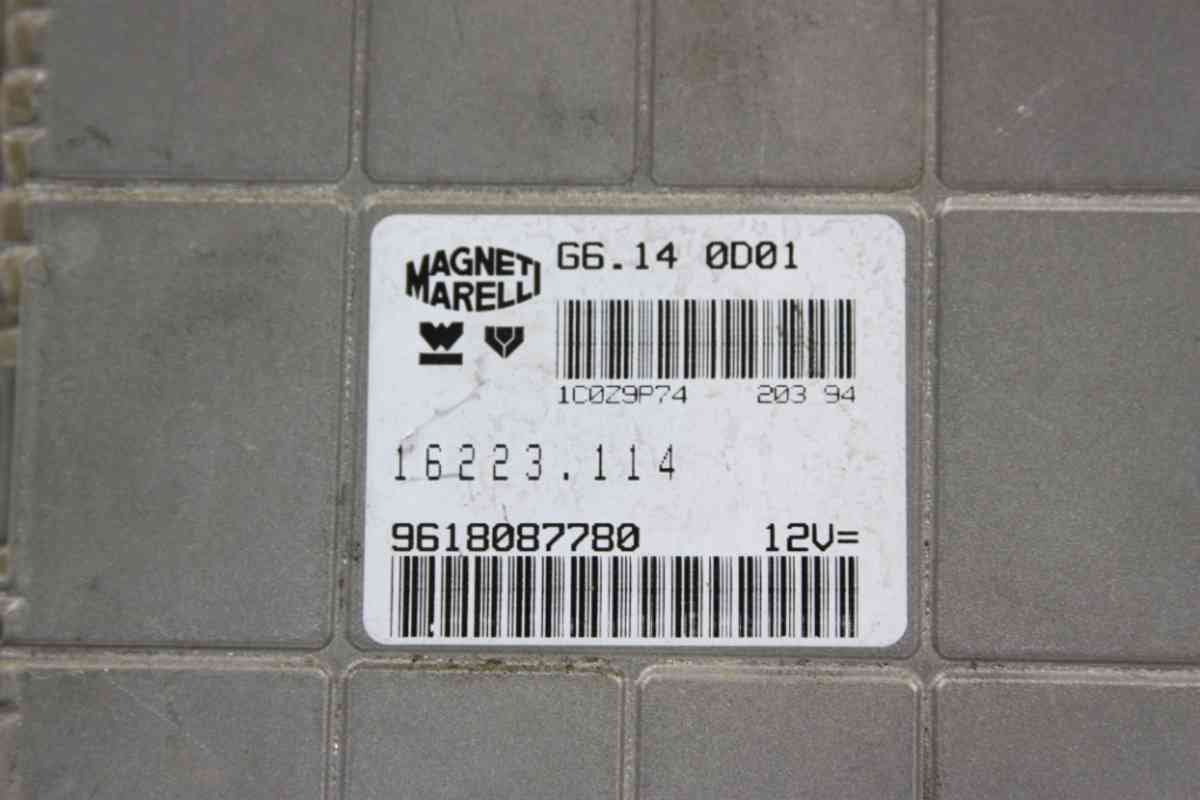 MAGNETI
MARELLI
G6.14 0D01
1C0Z9P74 203 94
16223.114
9618087780 12V=